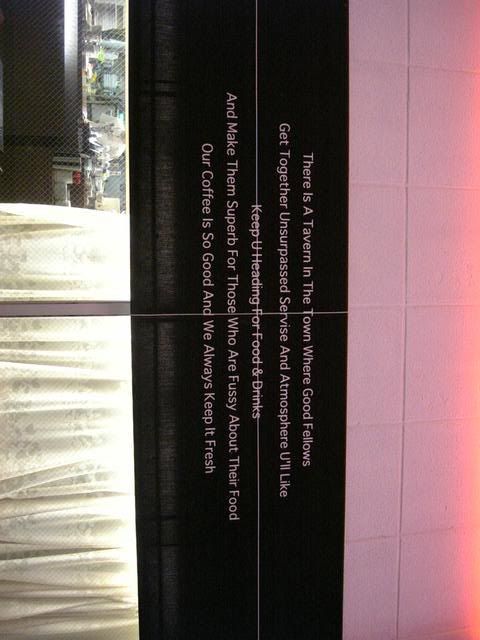 There Is A Tavern In The Town Where Good Fellows
Get Together Unsurpassed Servise And Atmosphere U'll Like
Keep U Heading For Food & Drinks
And Make Them Superb For Those Who Are Fussy About Their Food
Our Coffee Is So Good And We Always Keep It Fresh